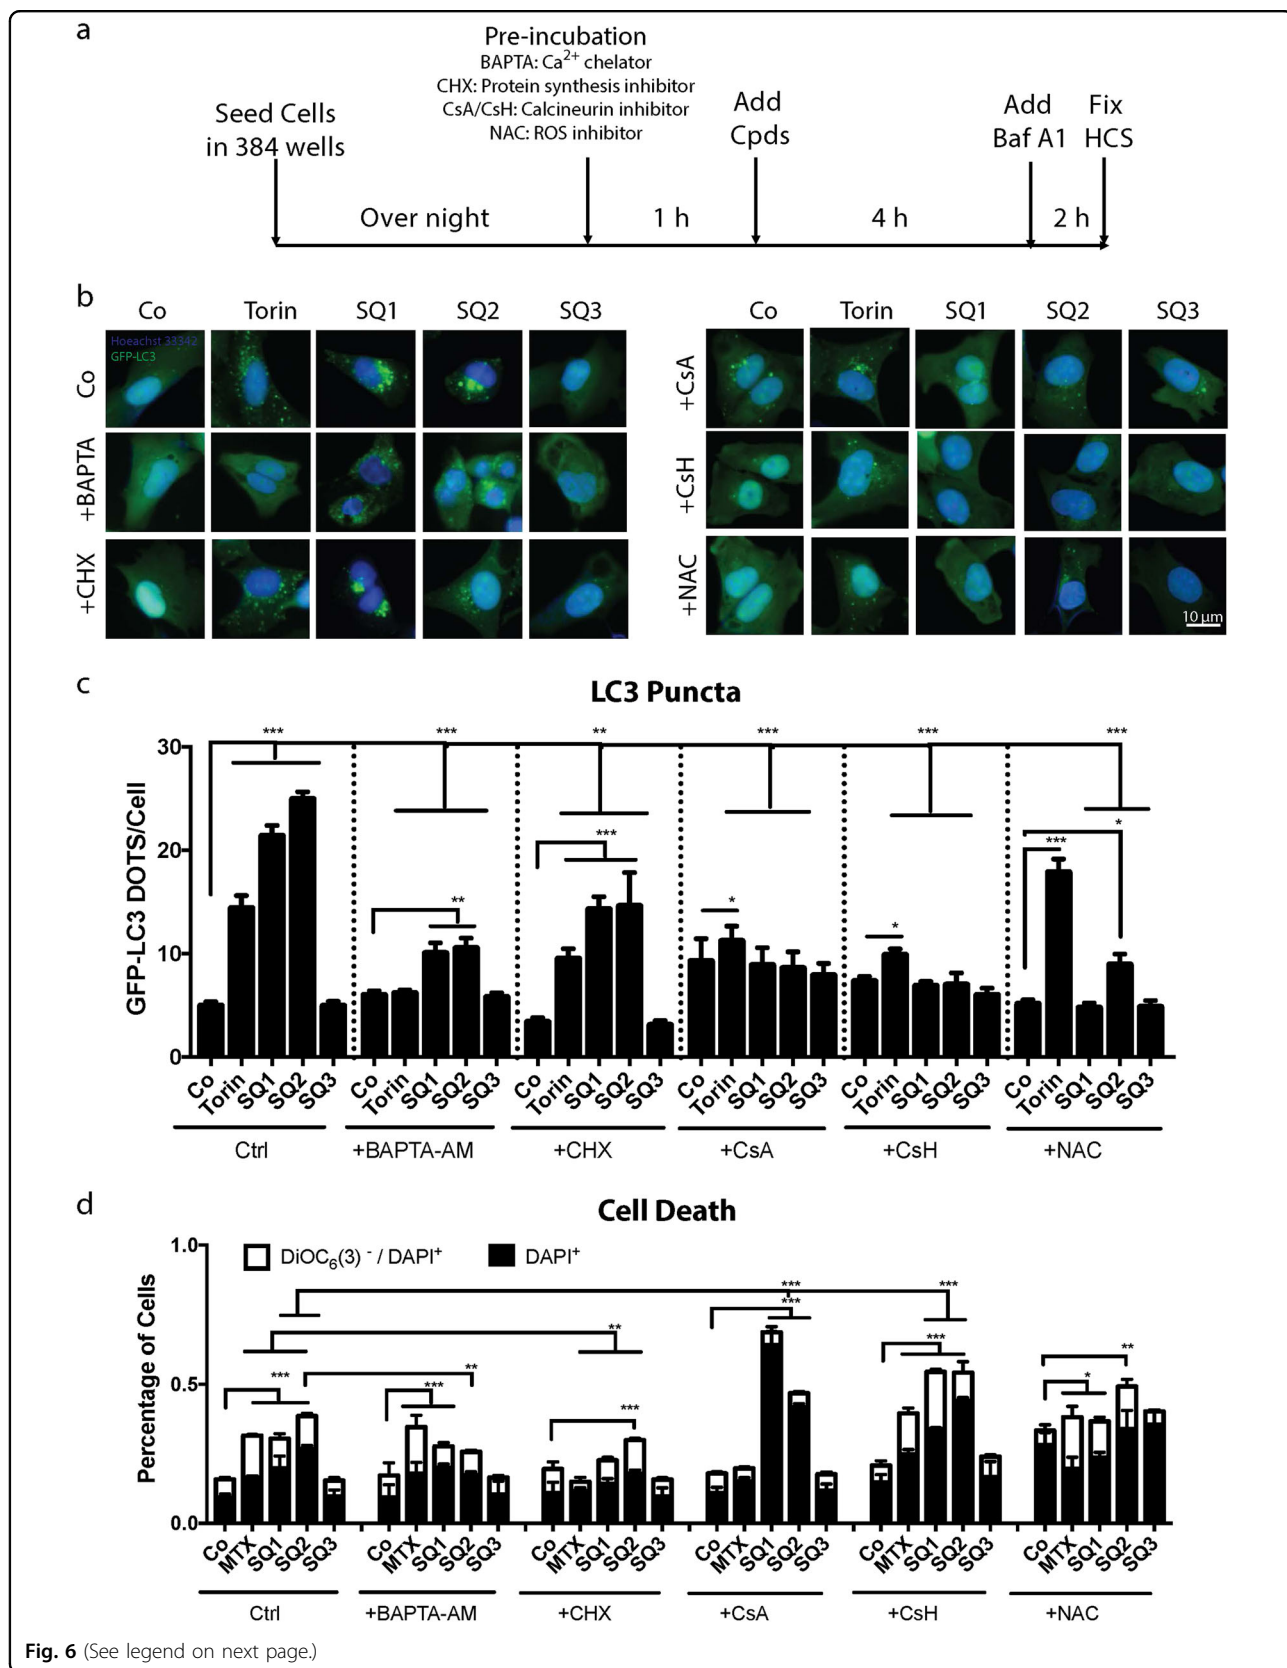 a
Pre-incubation
BAPTA: Ca2+ chelator
CHX: Protein synthesis inhibitor
CsA/CsH: Calcineurin inhibitor
NAC: ROS inhibitor
Seed Cells
in 384 wells
Add
Cpds
Add
Baf A1
Fix
HCS
Over night
1 h
4 h
2 h
b
Co Torin SQ1 SQ2 SQ3
Hoeachst 33342
GFP-LC3
Co
+BAPTA
+CHX
Co Torin SQ1 SQ2 SQ3
+CsA
+CsH
+NAC
10 µm
c
LC3 Puncta
GFP-LC3 DOTS/Cell
30
20
10
0
*** *** ** *** *** ***
** *** * * *** *
Co Torin SQ1 SQ2 SQ3 Co Torin SQ1 SQ2 SQ3 Co Torin SQ1 SQ2 SQ3 Co Torin SQ1 SQ2 SQ3 Co Torin SQ1 SQ2 SQ3 Co Torin SQ1 SQ2 SQ3
Ctrl +BAPTA-AM +CHX +CsA +CsH +NAC
d
Cell Death
Percentage of Cells
1.0
0.5
0.0
DiOC6(3) - / DAPI+ DAPI+
*** ***
***
** *** **
*** ** *** *
***
Co MTX SQ1 SQ2 SQ3 Co MTX SQ1 SQ2 SQ3 Co MTX SQ1 SQ2 SQ3 Co MTX SQ1 SQ2 SQ3 Co MTX SQ1 SQ2 SQ3 Co MTX SQ1 SQ2 SQ3
Ctrl +BAPTA-AM +CHX +CsA +CsH +NAC
Fig. 6 (See legend on next page.)